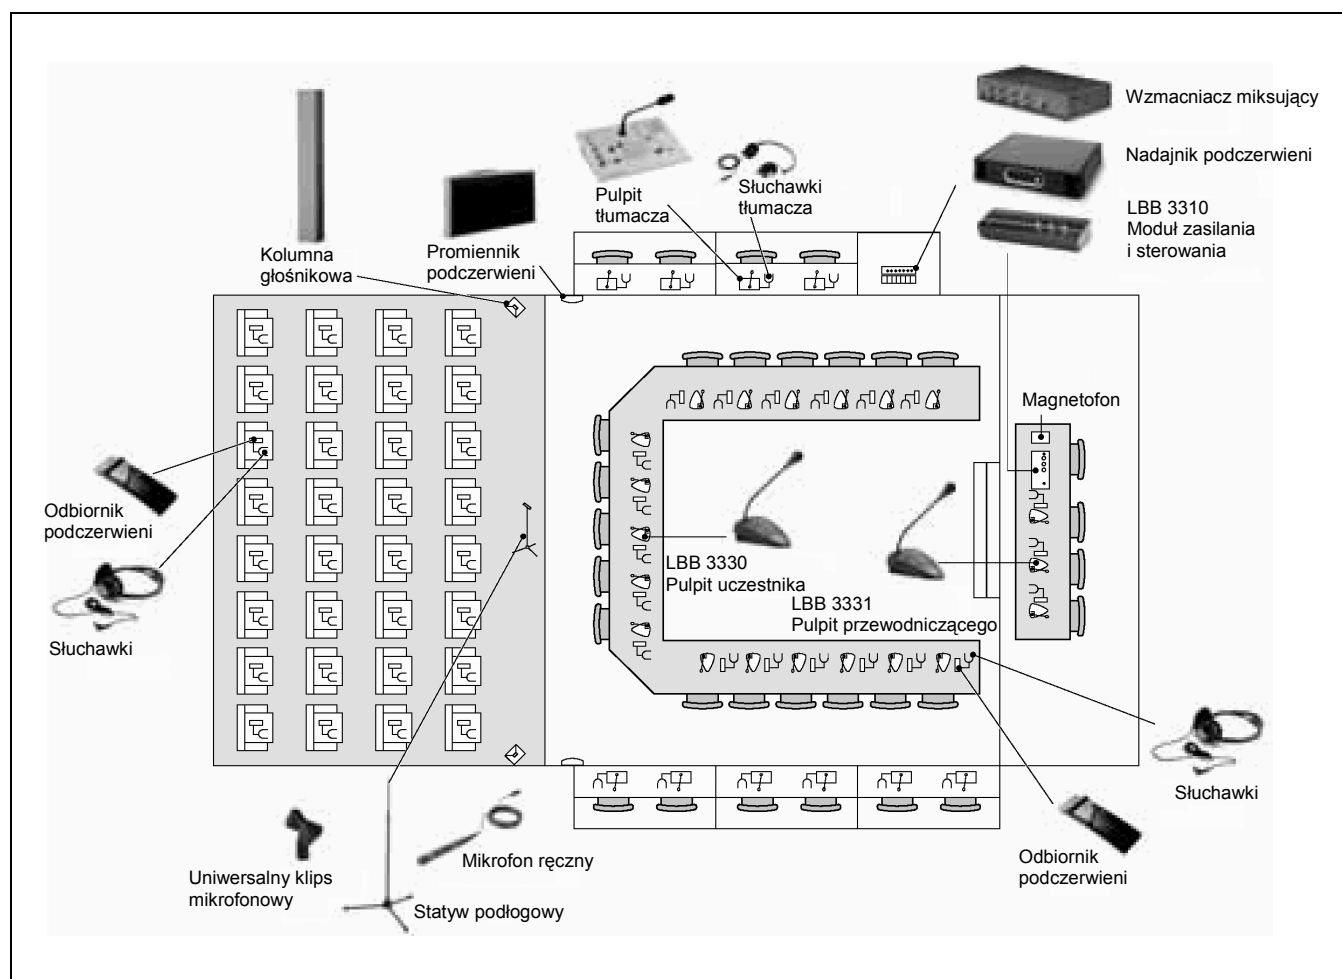 Wzmacniacz miksujący
Nadajnik podczerwieni
LBB 3310
Moduł zasilania
i sterowania
Pulpit
tłumacza
Słuchawki
tłumacza
Kolumna
głośnikowa
Promiennik
podczerwieni
Magnetofon
Odbiornik
podczerwieni
Słuchawki
LBB 3330
Pulpit uczestnika
LBB 3331
Pulpit przewodniczącego
Słuchawki
Odbiornik
podczerwieni
Uniwersalny klips
mikrofonowy
Mikrofon ręczny
Statyw podłogowy